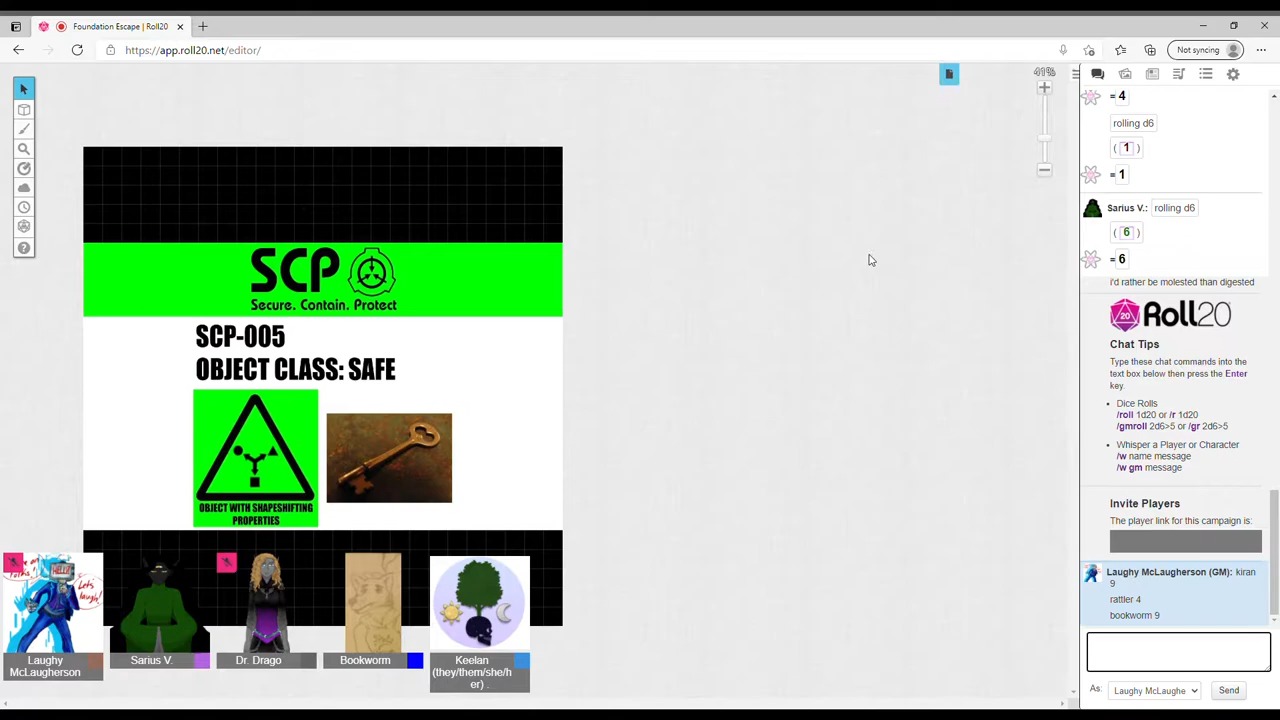 Foundation Escape | Roll20
https://app.roll20.net/editor/
Not syncing
41%
SCP
Secure. Contain. Protect
SCP-005
OBJECT CLASS: SAFE
OBJECT WITH SHAPESHIFTING
PROPERTIES
HELLO
Let's
laugh!
Laughy
McLaugherson
Sarius V.
Dr. Drago
Bookworm
Keelan
(they/them/she/h
er) .
= 4
rolling d6
( 1 )
= 1
Sarius V.: rolling d6
( 6 )
= 6
i'd rather be molested than digested
20 Roll20
Chat Tips
Type these chat commands into the
text box below then press the Enter
key.
• Dice Rolls
/roll 1d20 or /r 1d20
/gmroll 2d6>5 or /gr 2d6>5
• Whisper a Player or Character
/w name message
/w gm message
Invite Players
The player link for this campaign is:
Laughy McLaugherson (GM): kiran
9
rattler 4
bookworm 9
As: Laughy McLaughe
Send